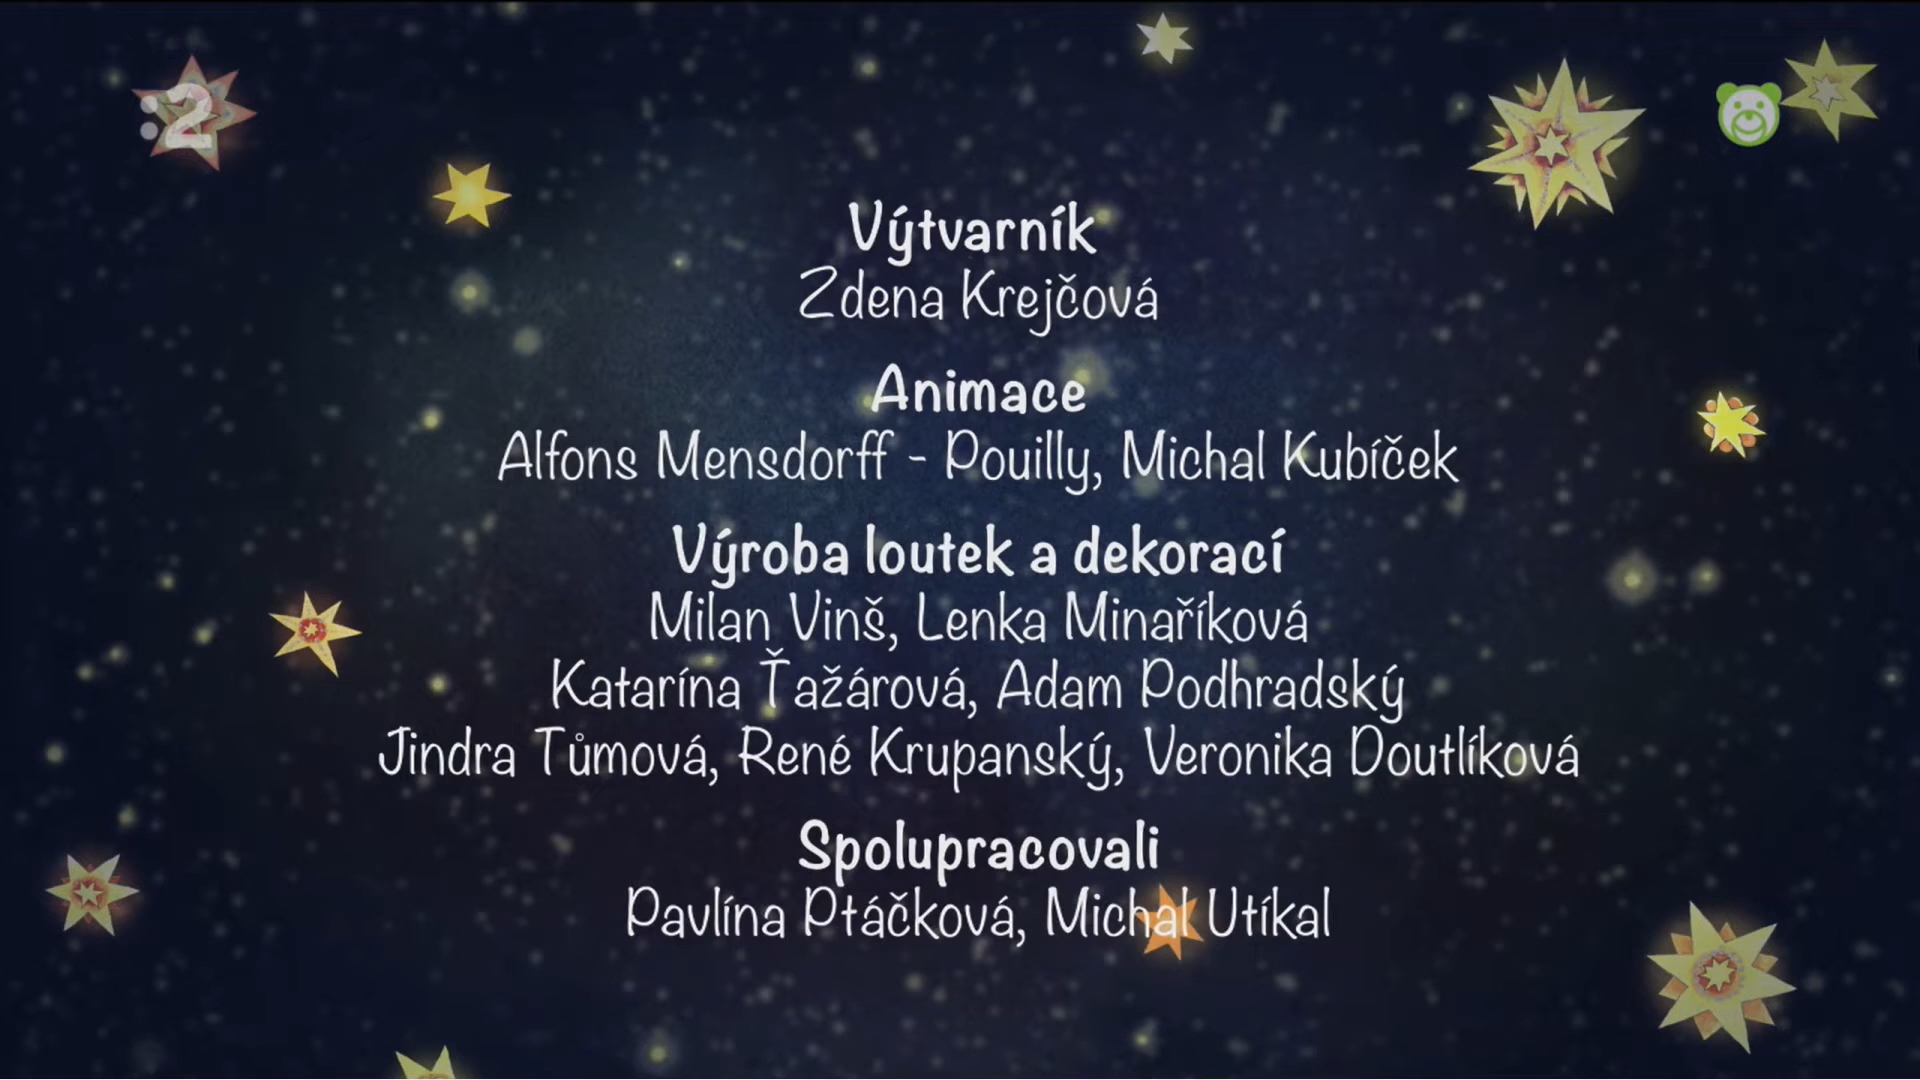 :2
Výtvarník
Zdena Krejčová
Animace
Alfons Mensdorff - Pouilly, Michal Kubíček
Výroba loutek a dekorací
Milan Vinš, Lenka Minaříková
Katarína Ťažárová, Adam Podhradský
Jindra Tůmová, René Krupanský, Veronika Doutlíková
Spolupracovali
Pavlína Ptáčková, Michal Utíkal